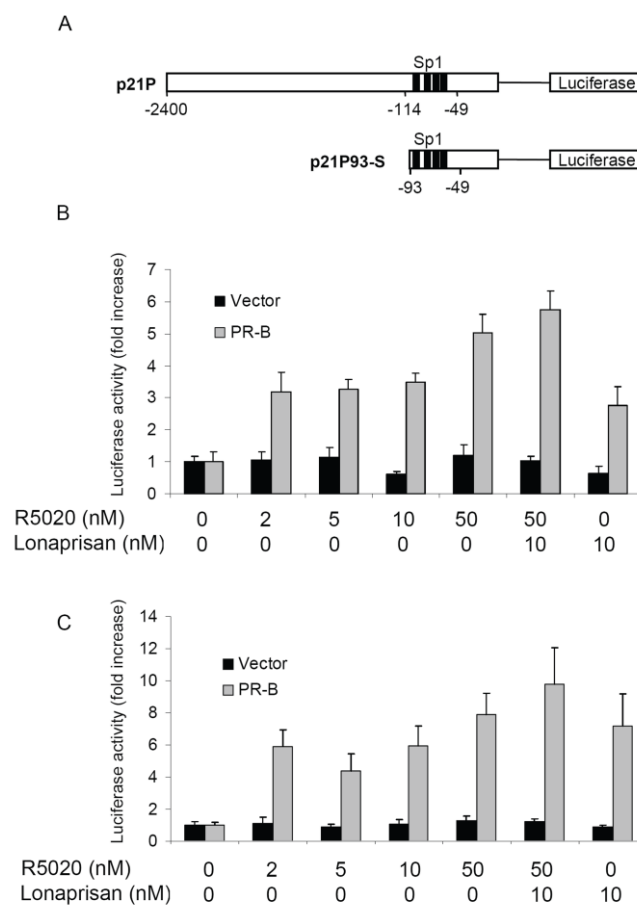 A
Sp1
p21P
Luciferase
-2400
-114
-49
Sp1
p21P93-S
Luciferase
-93
-49
B
Luciferase activity (fold increase)
7
6
5
4
3
2
1
0
Vector
PR-B
R5020 (nM) 0 2 5 10 50 50 0
Lonaprisan (nM) 0 0 0 0 0 10 10
C
Luciferase activity (fold increase)
14
12
10
8
6
4
2
0
Vector
PR-B
R5020 (nM) 0 2 5 10 50 50 0
Lonaprisan (nM) 0 0 0 0 0 10 10